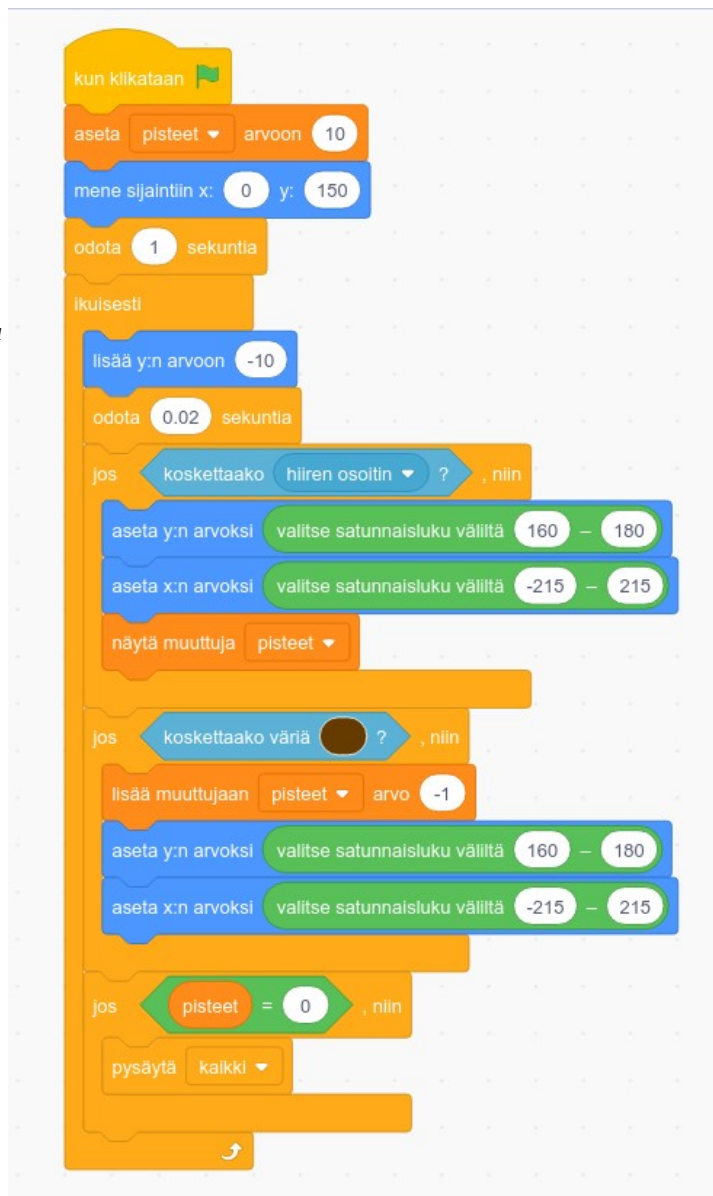 kun klikataan
aseta pisteet arvoon 10
mene sijaintiin x: 0 y: 150
odota 1 sekuntia
ikuisesti
lisää y:n arvoon -10
odota 0.02 sekuntia
jos koskettaako hiiren osoitin ? , niin
aseta y:n arvoksi valitse satunnaisluku väliltä 160 – 180
aseta x:n arvoksi valitse satunnaisluku väliltä -215 – 215
näytä muuttuja pisteet
jos koskettaako väriä ? , niin
lisää muuttujaan pisteet arvo -1
aseta y:n arvoksi valitse satunnaisluku väliltä 160 – 180
aseta x:n arvoksi valitse satunnaisluku väliltä -215 – 215
jos pisteet = 0 , niin
pysäytä kaikki